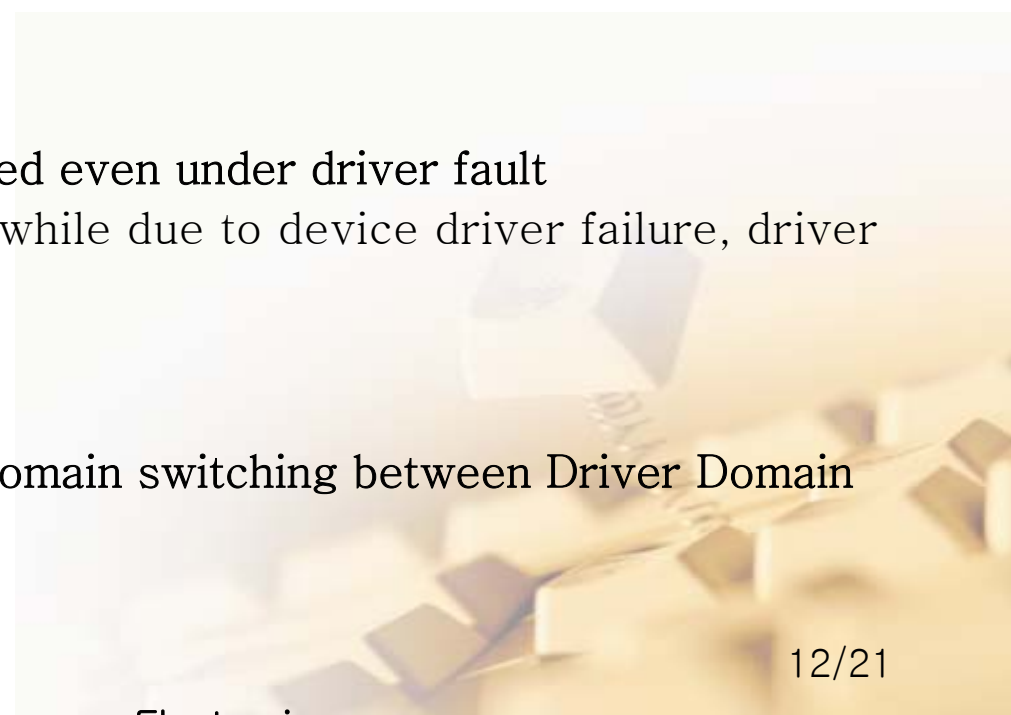 ed even under driver fault
while due to device driver failure, driver
omain switching between Driver Domain
12/21